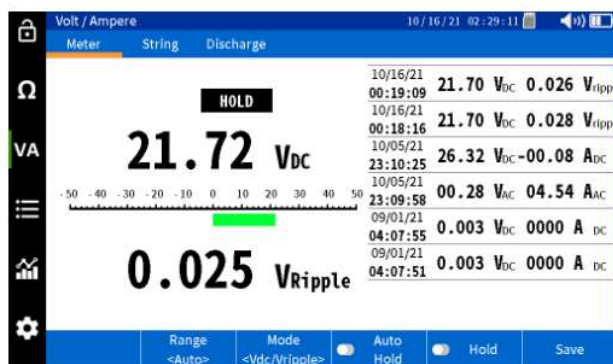 Volt / Ampere 10/16/21 02:29:11
Meter String Discharge
Ω
VA
HOLD
21.72 VDC
-50 -40 -30 -20 -10 0 10 20 30 40 50
0.025 VRipple
10/16/21
00:19:09 21.70 VDC 0.026 Vripp
10/16/21
00:18:16 21.70 VDC 0.028 Vripp
10/05/21
23:10:25 26.32 VDC -00.08 ADC
10/05/21
23:09:58 00.28 VAC 04.54 AAC
09/01/21
04:07:55 0.003 VDC 0000 A DC
09/01/21
04:07:51 0.003 VDC 0000 A DC
Range
<Auto>
Mode
<Vdc/Vripple>
Auto
Hold
Hold
Save